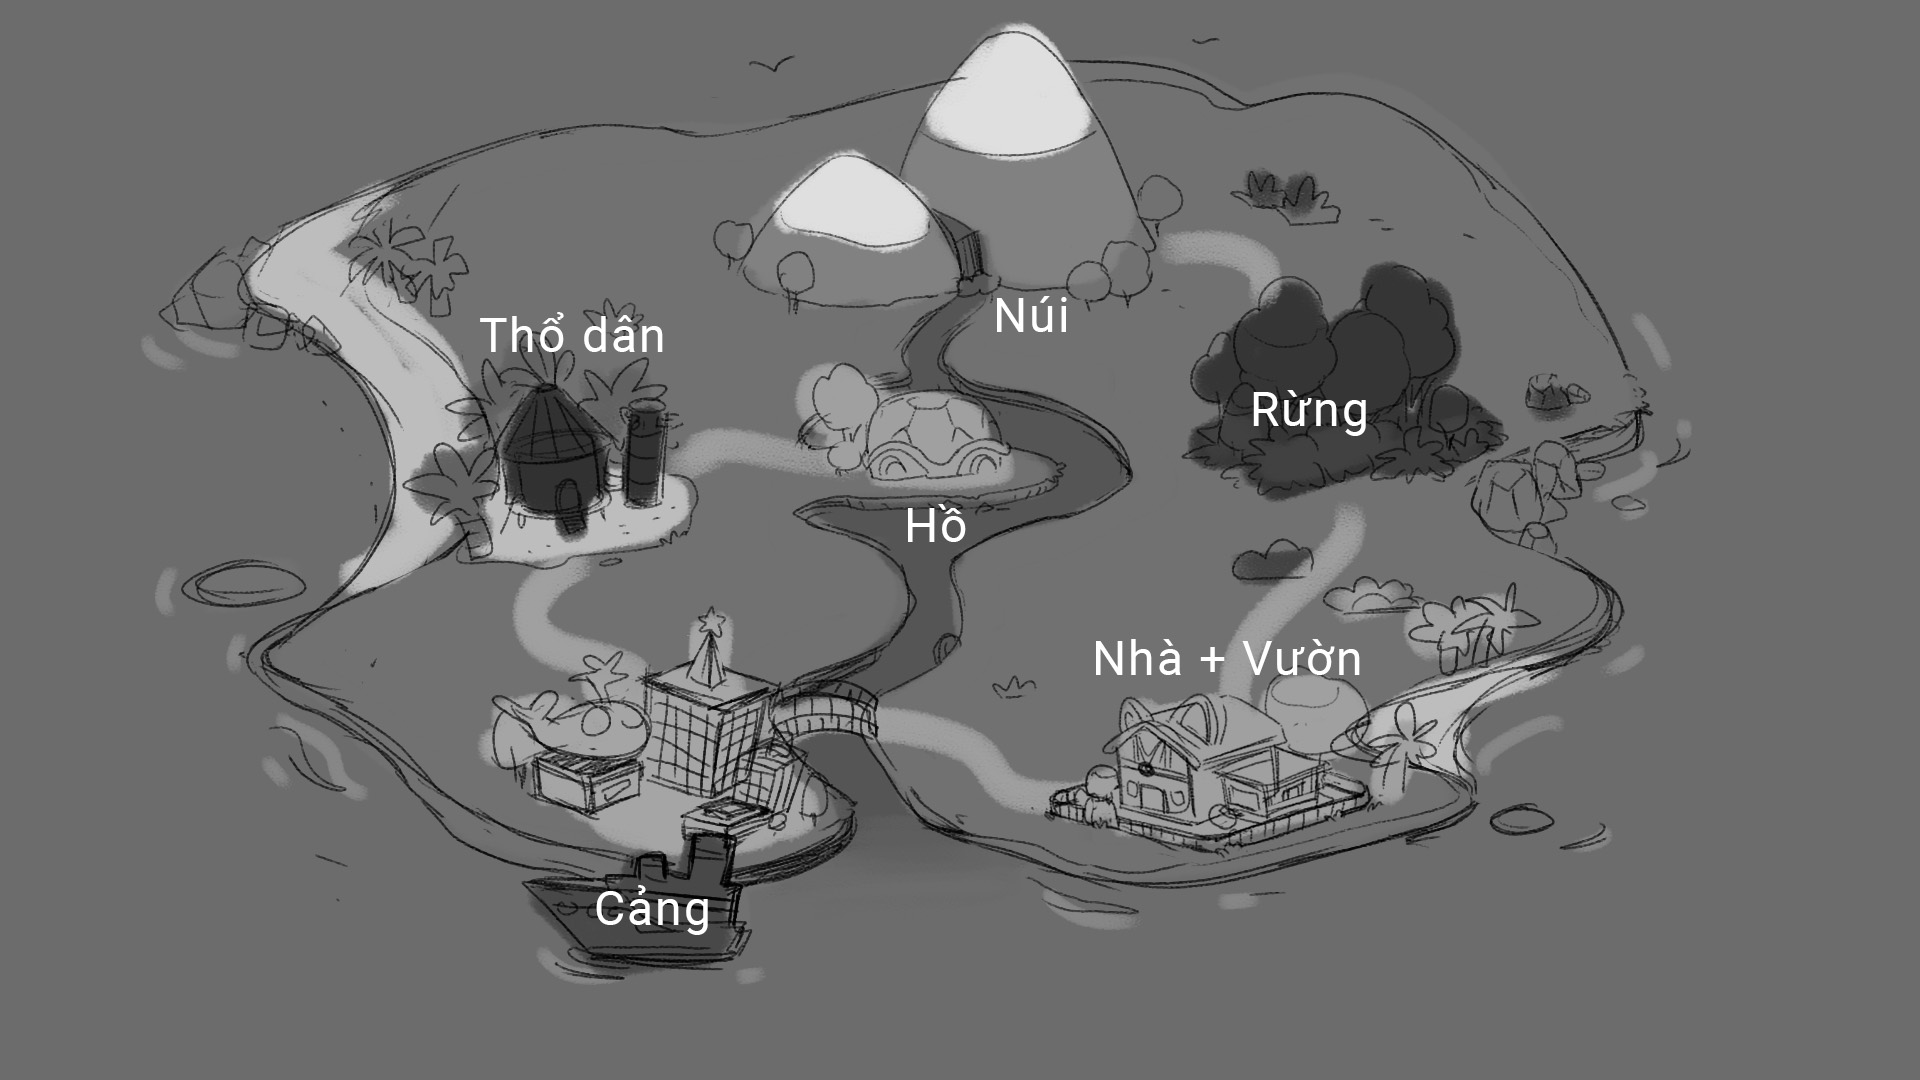 Núi
Thổ dân
Rừng
Hồ
Nhà + Vườn
Cảng